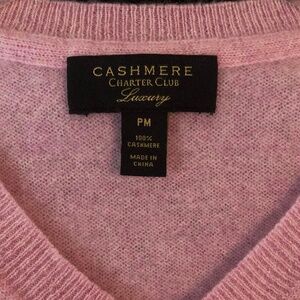 CASHMERE
CHARTER CLUB
Luxury
PM
100%
CASHMERE
MADE IN
CHINA